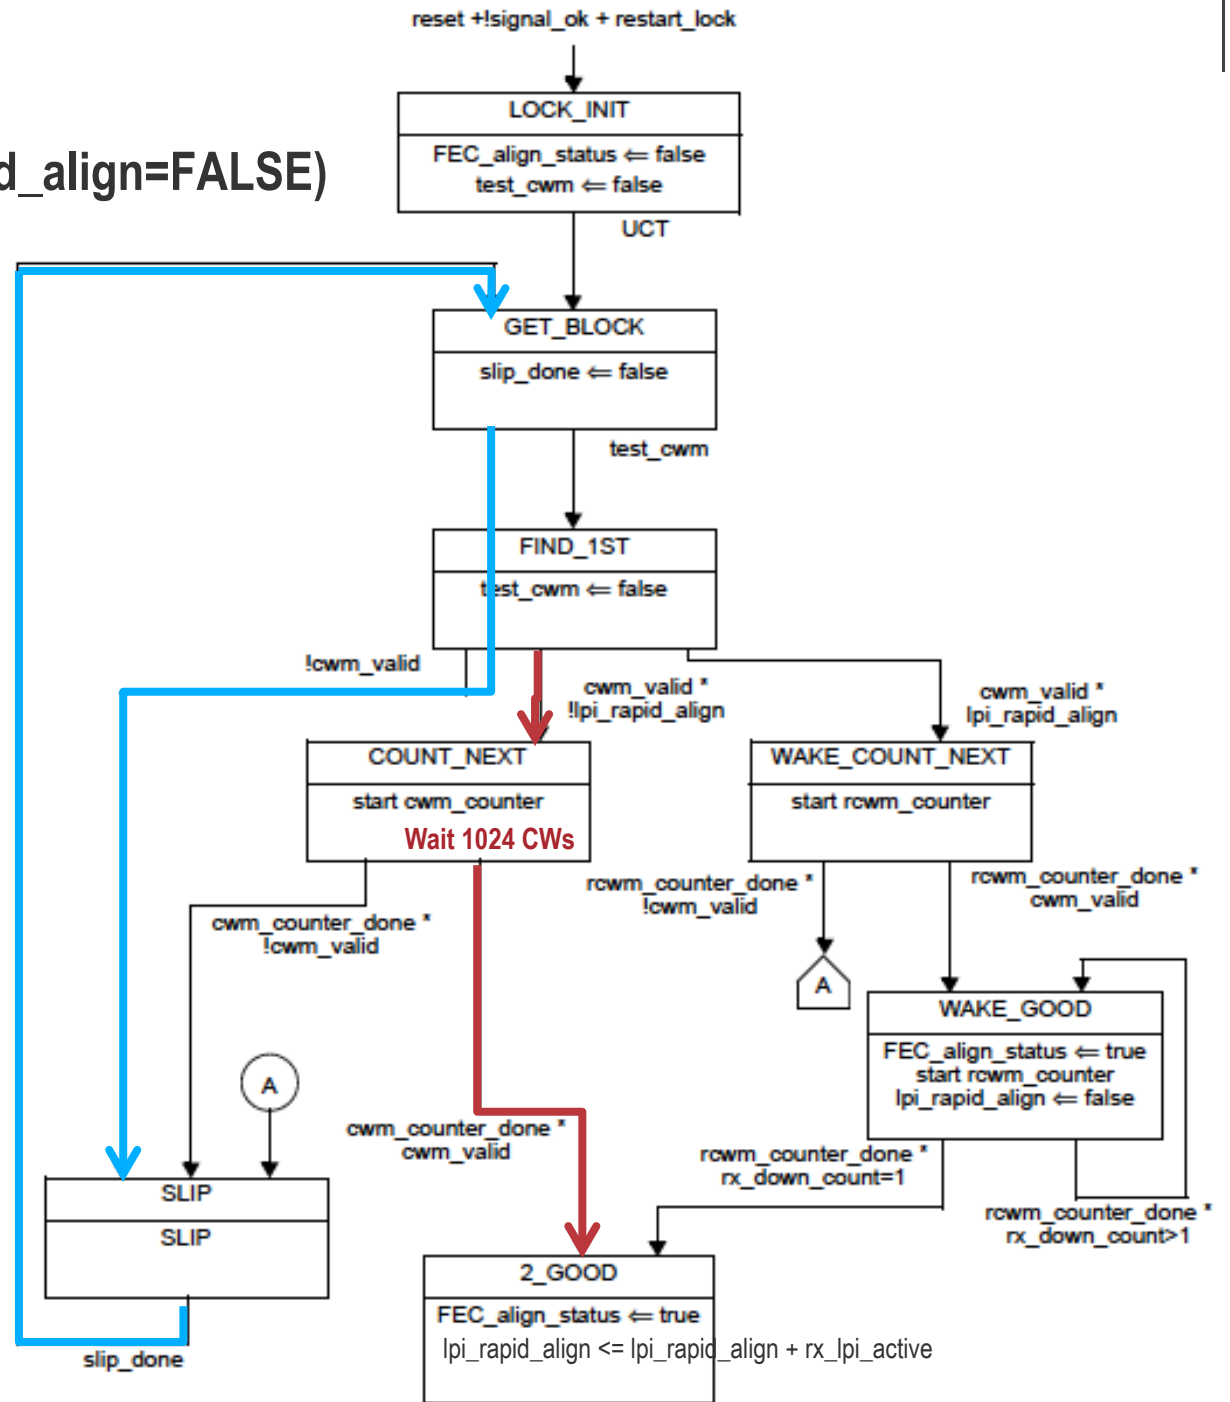 reset +!signal_ok + restart_lock
LOCK_INIT
FEC_align_status ⇐ false
test_cwm ⇐ false
d_align=FALSE)
UCT
GET_BLOCK
slip_done ⇐ false
test_cwm
FIND_1ST
test_cwm ⇐ false
!cwm_valid
cwm_valid *
!lpi_rapid_align
cwm_valid *
lpi_rapid_align
COUNT_NEXT
start cwm_counter
Wait 1024 CWs
WAKE_COUNT_NEXT
start rcwm_counter
cwm_counter_done *
!cwm_valid
rcwm_counter_done *
!cwm_valid
rcwm_counter_done *
cwm_valid
A
WAKE_GOOD
FEC_align_status ⇐ true
start rcwm_counter
lpi_rapid_align ⇐ false
A
cwm_counter_done *
cwm_valid
rcwm_counter_done *
rx_down_count=1
rcwm_counter_done *
rx_down_count>1
SLIP
SLIP
slip_done
2_GOOD
FEC_align_status ⇐ true
lpi_rapid_align <= lpi_rapid_align + rx_lpi_active